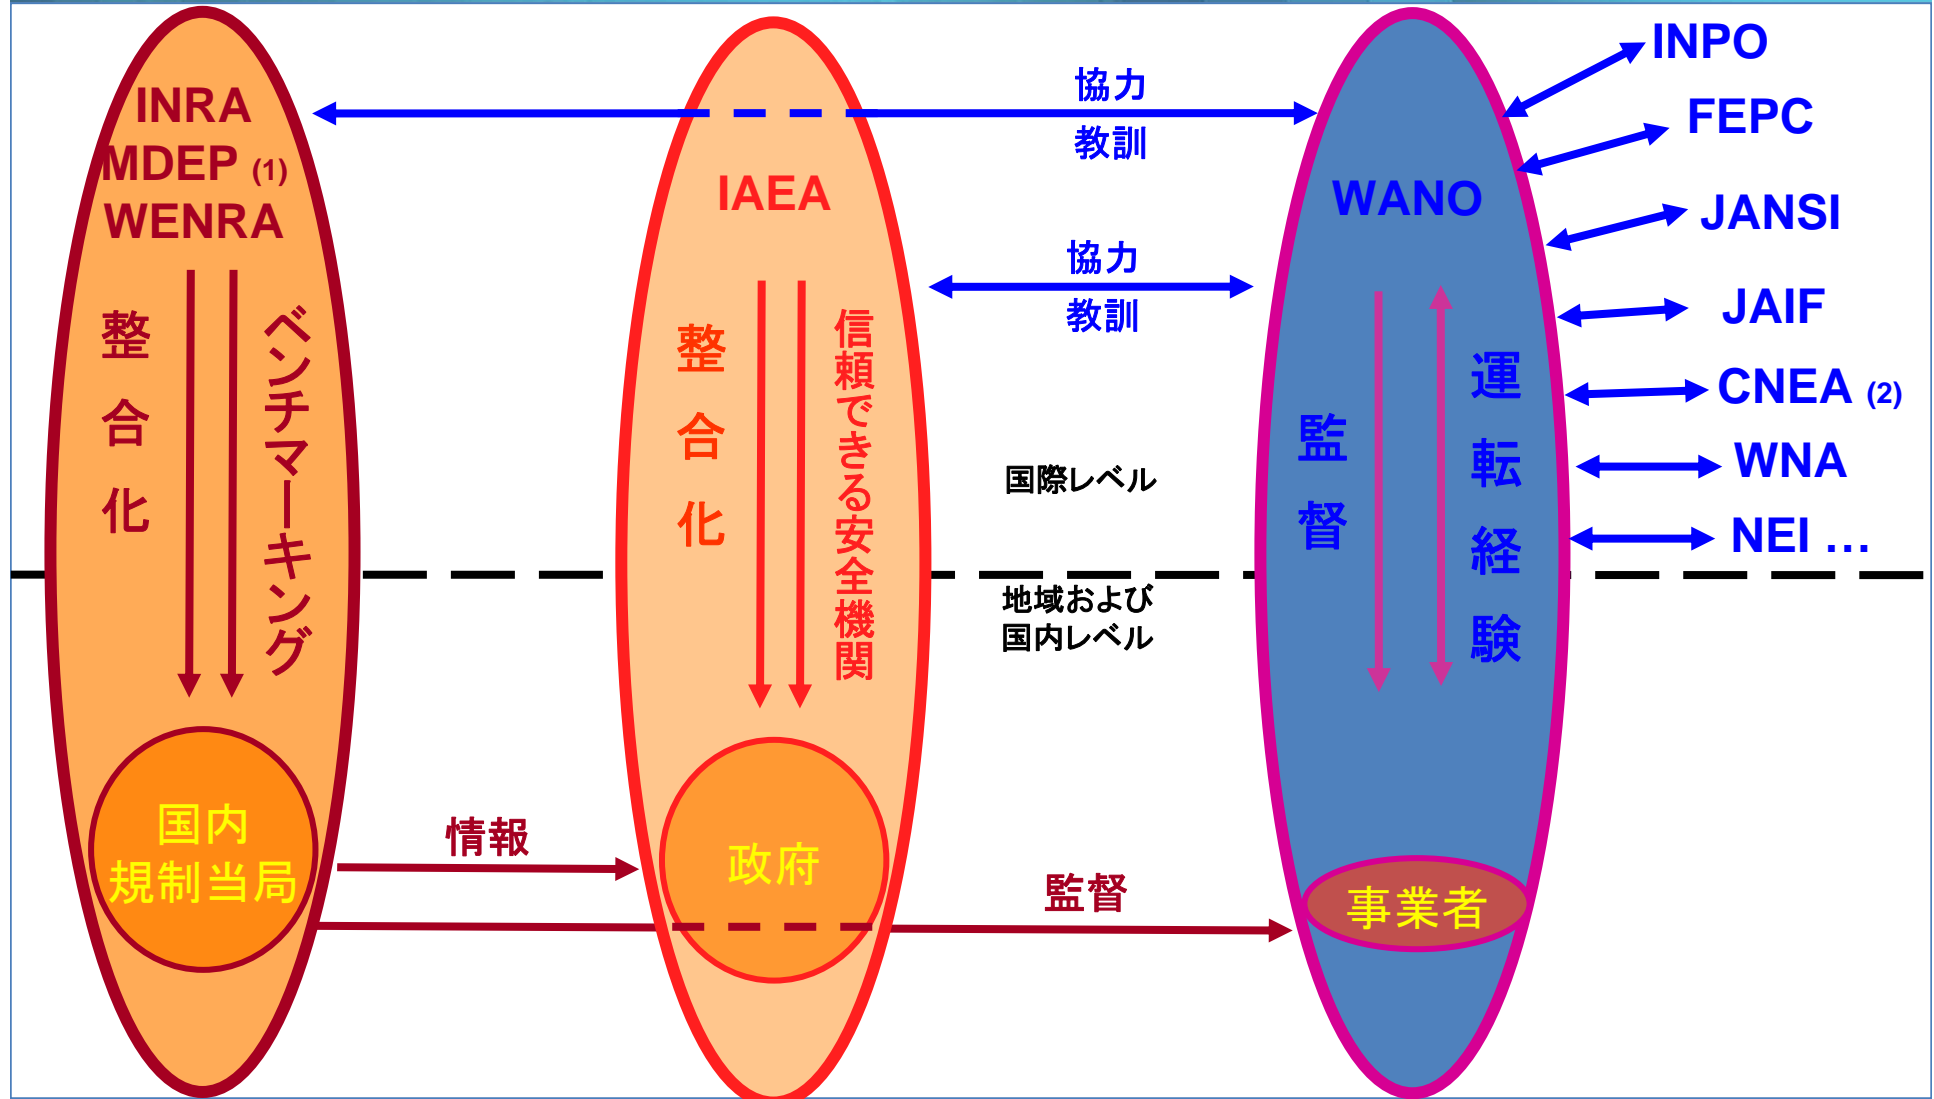 INRA
MDEP (1)
WENRA
整合化
ベンチマーキング
国内
規制当局
協力
教訓
IAEA
整合化
信頼できる安全機関
政府
協力
教訓
国際レベル
地域および
国内レベル
情報
監督
WANO
監督
運転経験
事業者
INPO
FEPC
JANSI
JAIF
CNEA (2)
WNA
NEI …